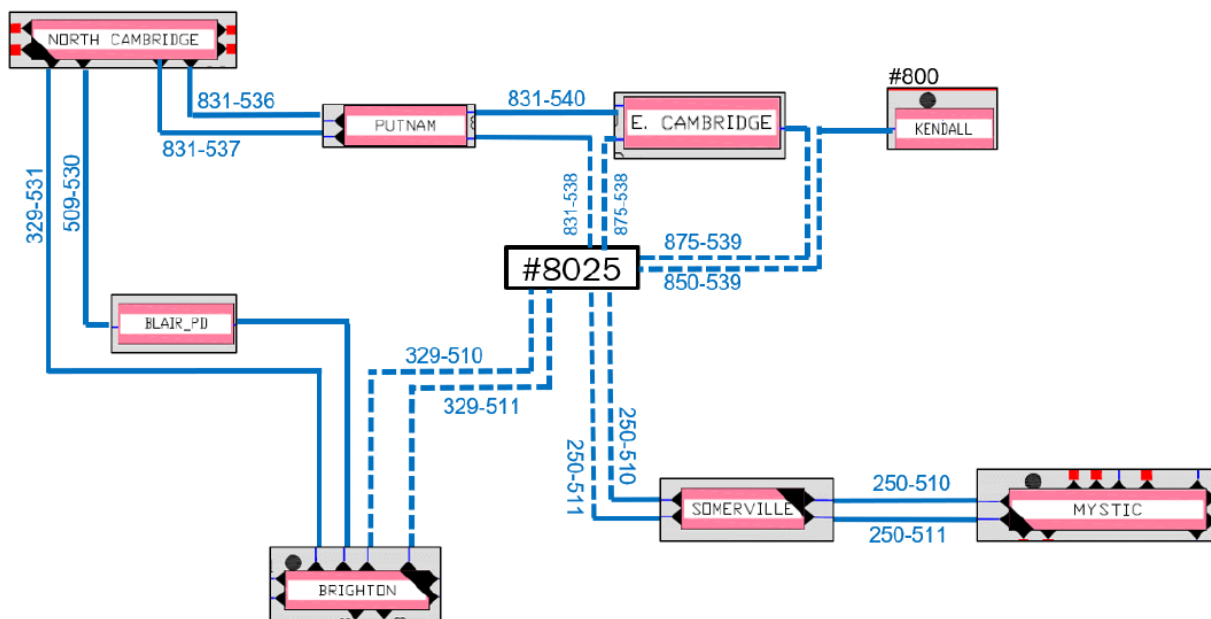 NORTH CAMBRIDGE
#800
831-536
831-540
PUTNAM
E. CAMBRIDGE
KENDALL
831-537
329-531
509-530
831-538
875-538
875-539
#8025
850-539
BLAIR_PD
329-510
329-511
250-510
250-511
250-510
SOMERVILLE
MYSTIC
250-511
BRIGHTON